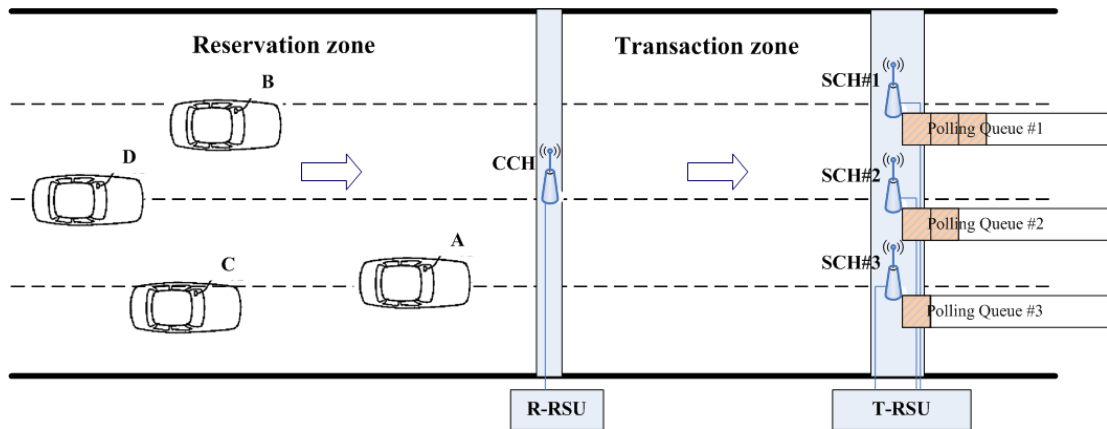 Reservation zone
Transaction zone
B
SCH#1
Polling Queue #1
D
CCH
SCH#2
Polling Queue #2
A
SCH#3
C
Polling Queue #3
R-RSU
T-RSU